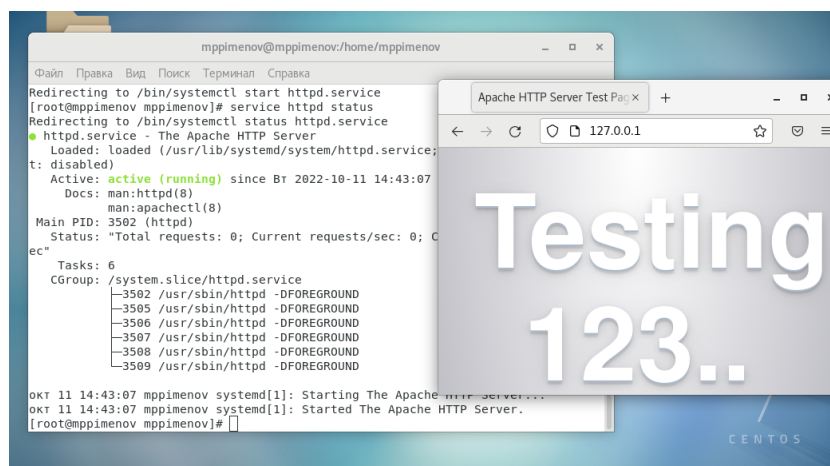 mppimenov@mppimenov:/home/mppimenov
Файл Правка Вид Поиск Терминал Справка
Redirecting to /bin/systemctl start httpd.service
[root@mppimenov mppimenov]# service httpd status
Redirecting to /bin/systemctl status httpd.service
● httpd.service - The Apache HTTP Server
Loaded: loaded (/usr/lib/systemd/system/httpd.service;
t: disabled)
Active: active (running) since Вт 2022-10-11 14:43:07
Docs: man:httpd(8)
man:apachectl(8)
Main PID: 3502 (httpd)
Status: "Total requests: 0; Current requests/sec: 0; C
ec"
Tasks: 6
CGroup: /system.slice/httpd.service
├─3502 /usr/sbin/httpd -DFOREGROUND
├─3505 /usr/sbin/httpd -DFOREGROUND
├─3506 /usr/sbin/httpd -DFOREGROUND
├─3507 /usr/sbin/httpd -DFOREGROUND
├─3508 /usr/sbin/httpd -DFOREGROUND
└─3509 /usr/sbin/httpd -DFOREGROUND
окт 11 14:43:07 mppimenov systemd[1]: Starting The Apache HTTP Server...
окт 11 14:43:07 mppimenov systemd[1]: Started The Apache HTTP Server.
[root@mppimenov mppimenov]#
Apache HTTP Server Test Pag
127.0.0.1
Testing
123..
7
CENTOS